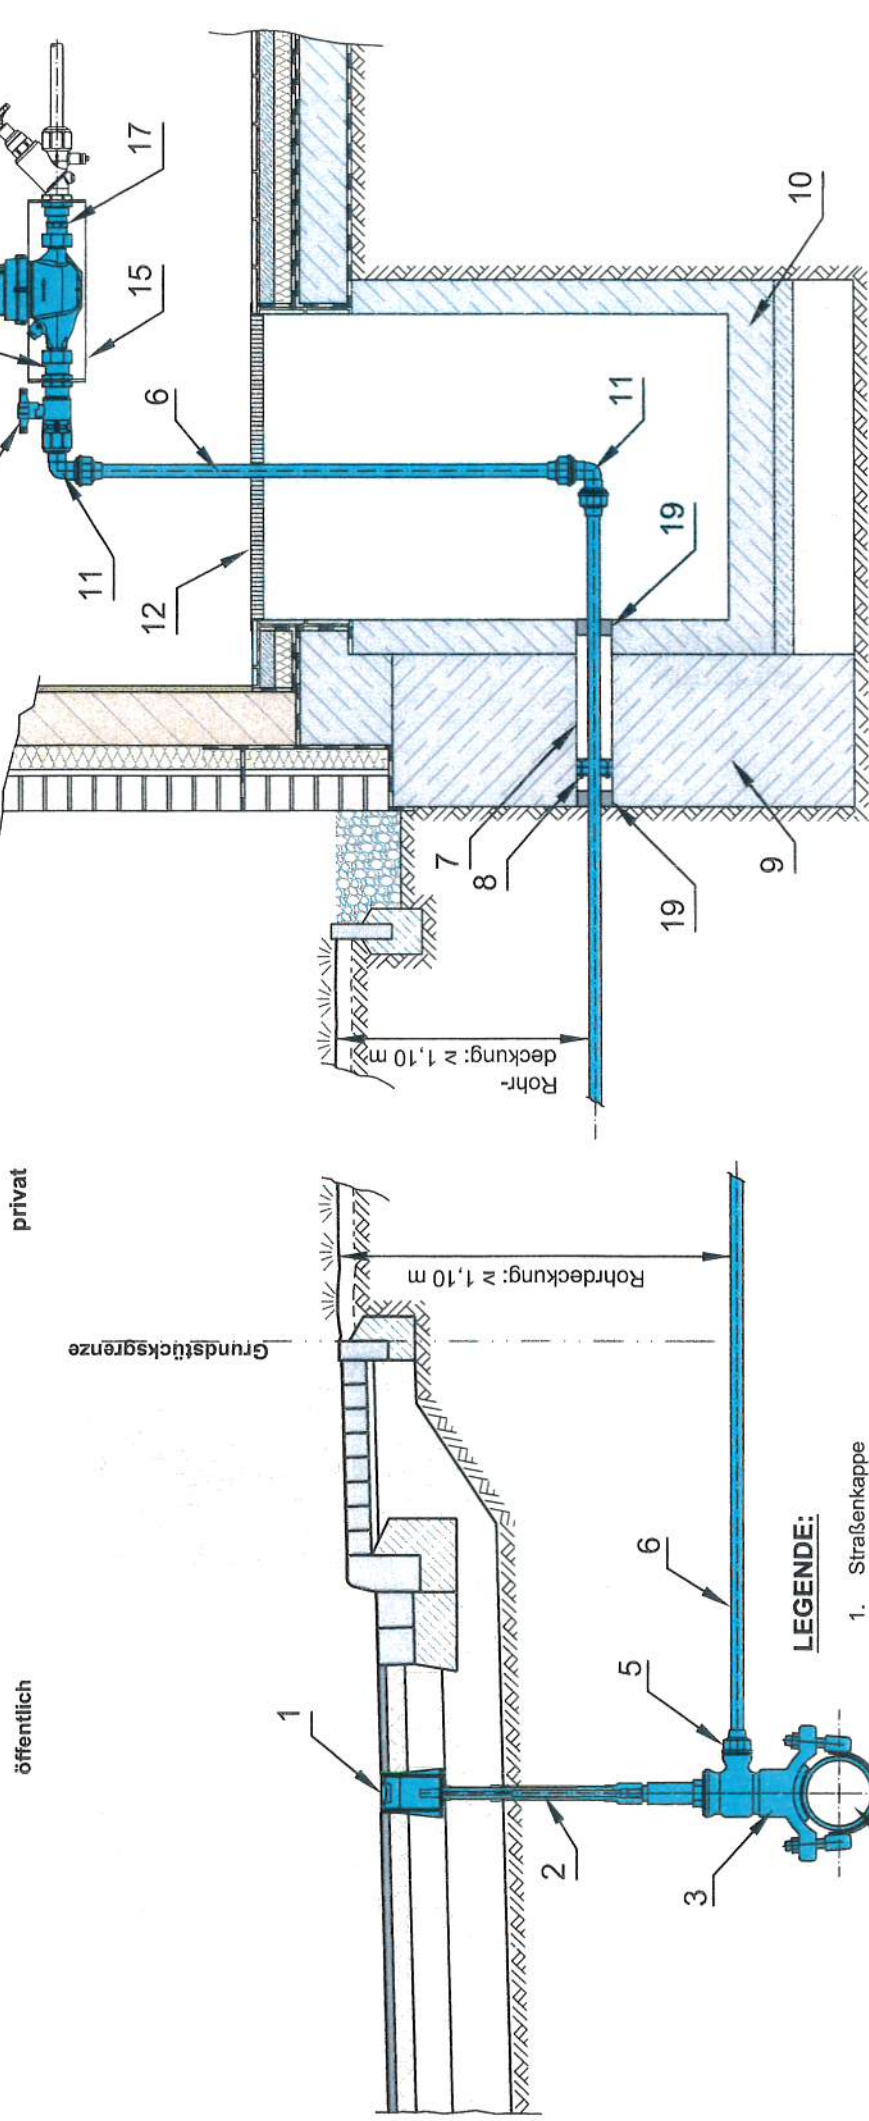 öffentlich
privat
Grundstücksgrenze
Rohrdeckung: ≥ 1,10 m
Rohr-
deckung: ≥ 1,10 m
1
2
3
5
6
7
8
19
9
11
12
6
11
19
15
17
10
LEGENDE:
1. Straßenkappe